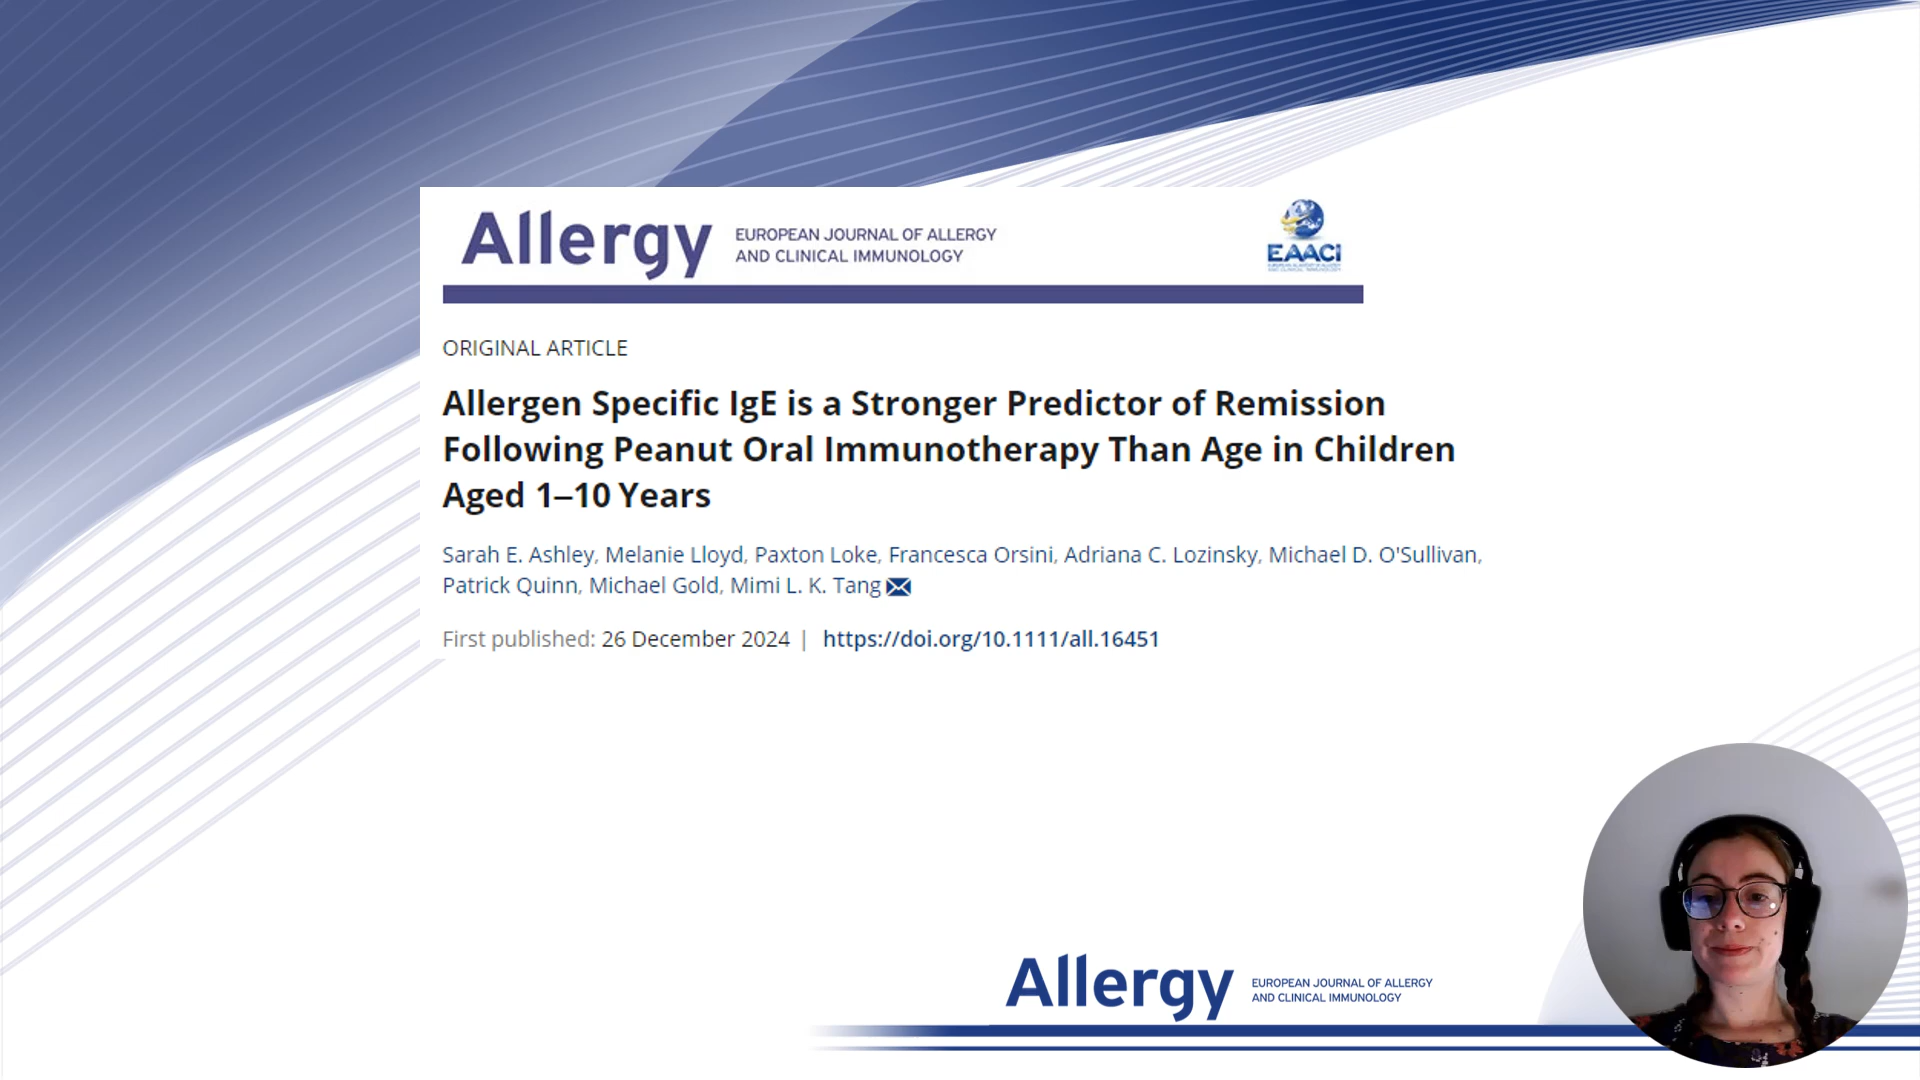 Allergy
EUROPEAN JOURNAL OF ALLERGY
AND CLINICAL IMMUNOLOGY
EAACI
ORIGINAL ARTICLE
Allergen Specific IgE is a Stronger Predictor of Remission
Following Peanut Oral Immunotherapy Than Age in Children
Aged 1–10 Years
Sarah E. Ashley, Melanie Lloyd, Paxton Loke, Francesca Orsini, Adriana C. Lozinsky, Michael D. O'Sullivan,
Patrick Quinn, Michael Gold, Mimi L. K. Tang
First published: 26 December 2024 | https://doi.org/10.1111/all.16451
Allergy
EUROPEAN JOURNAL OF ALLERGY
AND CLINICAL IMMUNOLOGY